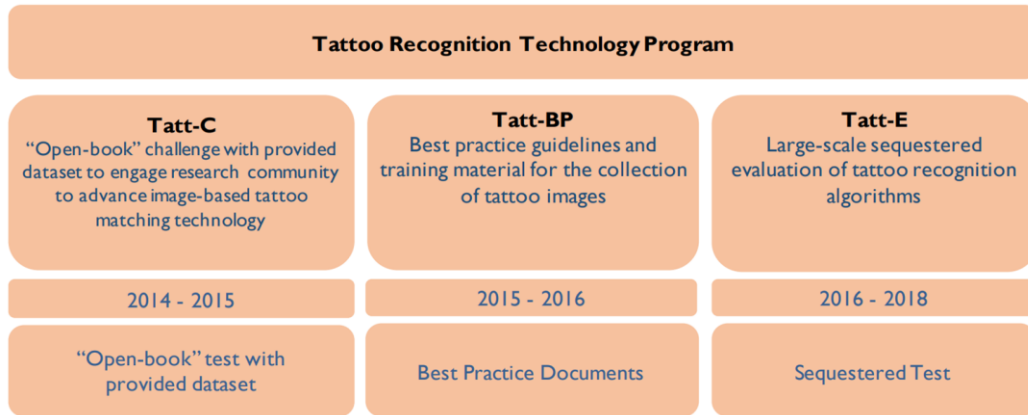 Tattoo Recognition Technology Program
Tatt-C
“Open-book” challenge with provided
dataset to engage research community
to advance image-based tattoo
matching technology
2014 - 2015
“Open-book” test with
provided dataset
Tatt-BP
Best practice guidelines and
training material for the collection
of tattoo images
2015 - 2016
Best Practice Documents
Tatt-E
Large-scale sequestered
evaluation of tattoo recognition
algorithms
2016 - 2018
Sequestered Test